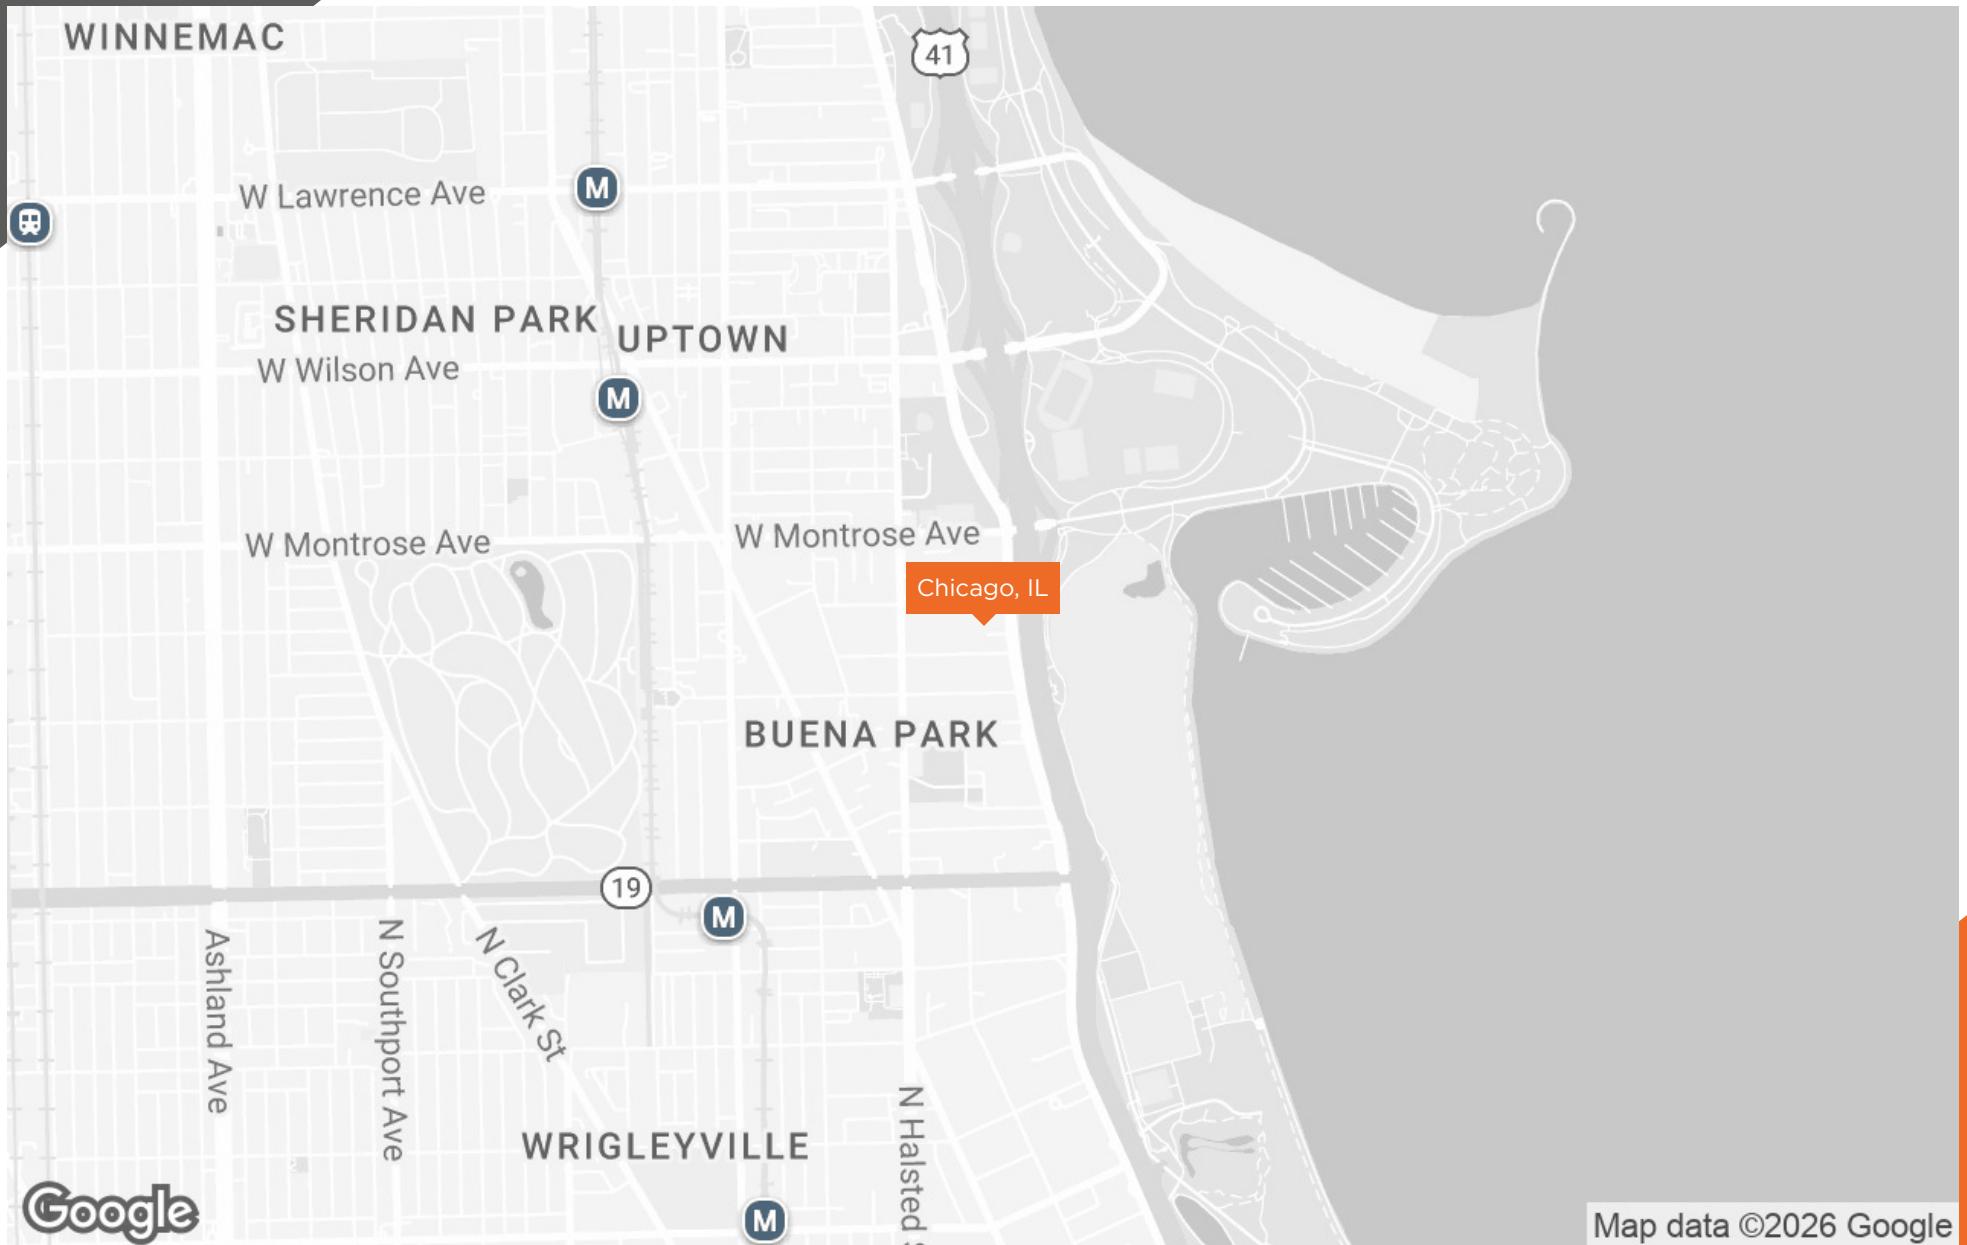 WINNEMAC
41
W Lawrence Ave
M
SHERIDAN PARK
UPTOWN
W Wilson Ave
M
W Montrose Ave
W Montrose Ave
Chicago, IL
BUENA PARK
19
M
Ashland Ave
N Southport Ave
N Clark St
N Halsted
WRIGLEYVILLE
M
Google
Map data ©2026 Google